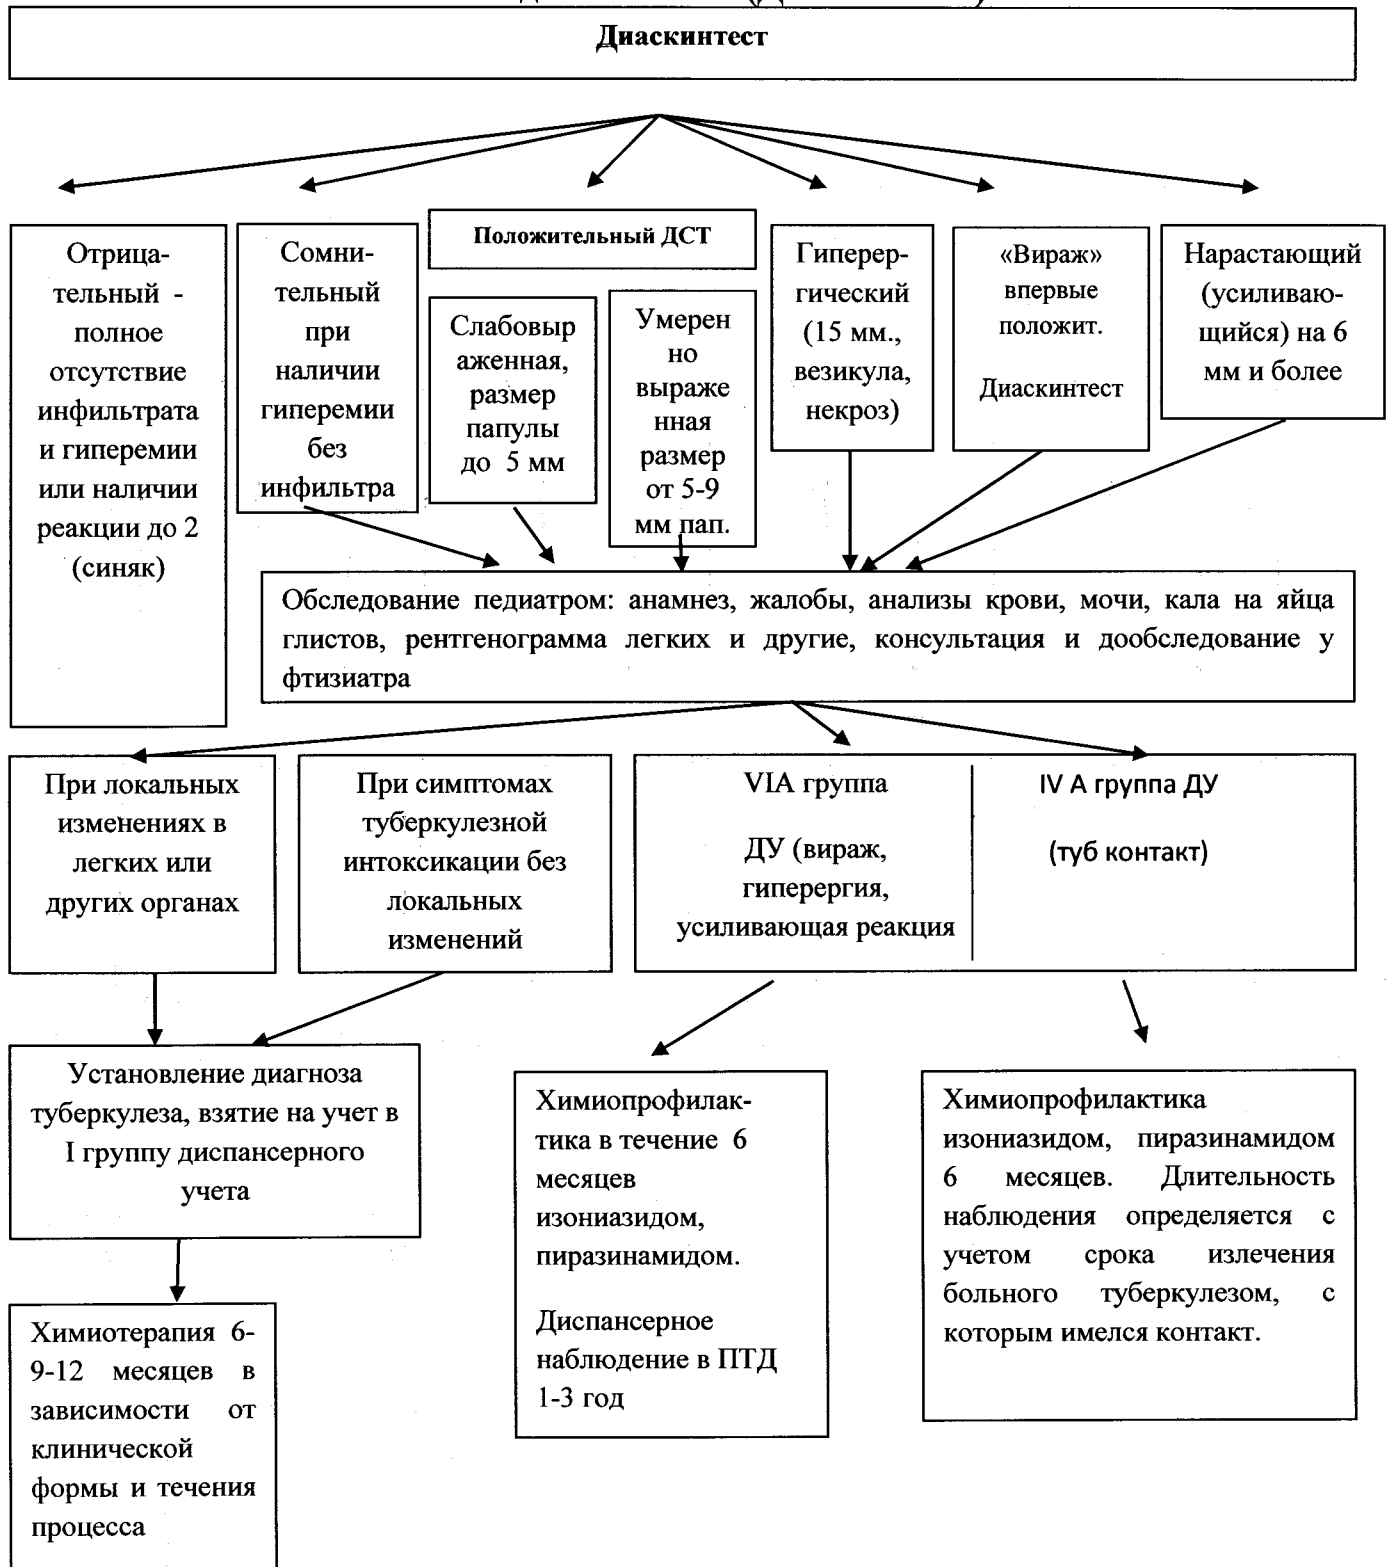 Диаскинтест
Отрица-
тельный -
полное
отсутствие
инфильтрата
и гиперемии
или наличии
реакции до 2
(синяк)
Сомни-
тельный
при
наличии
гиперемии
без
инфильтра
Положительный ДСТ
Слабовыр
аженная,
размер
папулы
до 5 мм
Умерен
но
выраже
нная
размер
от 5-9
мм пап.
Гиперер-
гический
(15 мм.,
везикула,
некроз)
«Вираж»
впервые
положит.
Диаскинтест
Нарастающий
(усиливаю-
щийся) на 6
мм и более
Обследование педиатром: анамнез, жалобы, анализы крови, мочи, кала на яйца
глистов, рентгенограмма легких и другие, консультация и дообследование у
фтизиатра
При локальных
изменениях в
легких или
других органах
При симптомах
туберкулезной
интоксикации без
локальных
изменений
VIA группа
ДУ (вираж,
гиперергия,
усиливающая реакция
IV А группа ДУ
(туб контакт)
Установление диагноза
туберкулеза, взятие на учет в
I группу диспансерного
учета
Химиопрофилак-
тика в течение 6
месяцев
изониазидом,
пиразинамидом.
Диспансерное
наблюдение в ПТД
1-3 год
Химиопрофилактика
изониазидом, пиразинамидом
6 месяцев. Длительность
наблюдения определяется с
учетом срока излечения
больного туберкулезом, с
которым имелся контакт.
Химиотерапия 6-
9-12 месяцев в
зависимости от
клинической
формы и течения
процесса